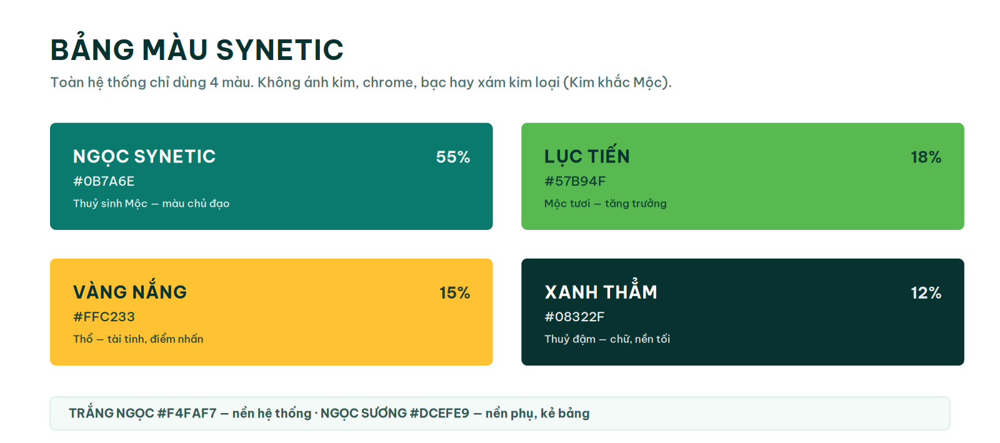 BẢNG MÀU SYNETIC
Toàn hệ thống chỉ dùng 4 màu. Không ánh kim, chrome, bạc hay xám kim loại (Kim khắc Mộc).
NGỌC SYNETIC 55%
#0B7A6E
Thuỷ sinh Mộc — màu chủ đạo
LỤC TIẾN 18%
#57B94F
Mộc tươi — tăng trưởng
VÀNG NẮNG 15%
#FFC233
Thổ — tài tinh, điểm nhấn
XANH THẲM 12%
#08322F
Thuỷ đậm — chữ, nền tối
TRẮNG NGỌC #F4FAF7 — nền hệ thống · NGỌC SƯƠNG #DCEFE9 — nền phụ, kẻ bảng